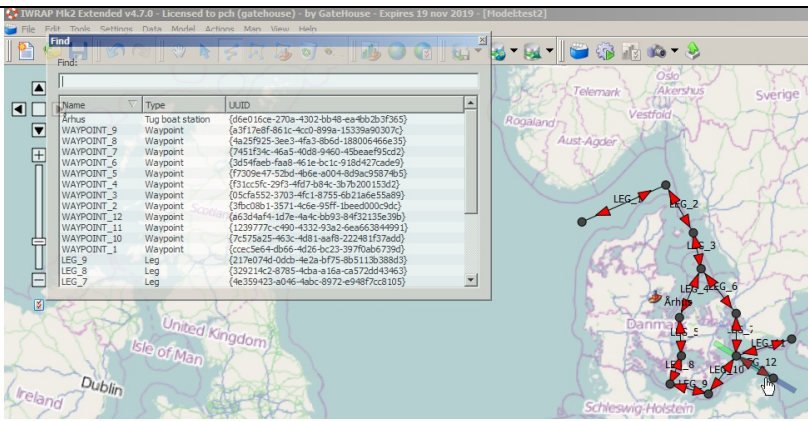 IWRAP Mk2 Extended v4.7.0 - Licensed to pch (gatehouse) - by GateHouse - Expires 19 nov 2019 - [Model:test2]
File Edit Tools Settings Data Model Actions Map View Help
Find
Find:
Name Type UUID
Århus Tug boat station {d6e016ce-270a-4302-bb48-ea4bb2b3f365}
WAYPOINT_9 Waypoint {a3f17e8f-861c-4cc0-899a-15339a90307c}
WAYPOINT_8 Waypoint {4a25f925-3ee3-4fa3-8b6d-188006466e35}
WAYPOINT_7 Waypoint {7451f34c-46a5-40d8-9460-45beaef95cd2}
WAYPOINT_6 Waypoint {3d54faeb-faa8-461e-bc1c-918d427cade9}
WAYPOINT_5 Waypoint {f7309e47-52bd-4b6e-a004-8d9ac95874b5}
WAYPOINT_4 Waypoint {f31cc5fc-29f3-4fd7-b84c-3b7b200153d2}
WAYPOINT_3 Waypoint {05cfa552-3703-4fc1-8755-6b21a6e55a89}
WAYPOINT_2 Waypoint {3fbc08b1-3571-4c6e-95ff-1beed000c9dc}
WAYPOINT_12 Waypoint {a63d4af4-1d7e-4a4c-bb93-84f32135e39b}
WAYPOINT_11 Waypoint {1239777c-c490-4332-93a2-6ea663844991}
WAYPOINT_10 Waypoint {7c575a25-463c-4d81-aaf8-222481f37add}
WAYPOINT_1 Waypoint {cec5e64-db66-4d26-bc23-397f0ab6739d}
LEG_9 Leg {217e074d-0dcb-4e2a-bf75-8b5113b388d3}
LEG_8 Leg {329214c2-8785-4cba-a16a-ca572dd43463}
LEG_7 Leg {4e359423-a046-4abc-8972-e948f7cc8105}
Oslo
Telemark
Akershus
Sverige
Rogaland
Vestfold
Aust-Agder
Scotland
LEG_2
LEG_3
LEG_4
LEG_6
Århus
United Kingdom
Isle of Man
LEG_5
LEG_7
LEG_8
LEG_10
LEG_12
Dublin
LEG_9
Ireland
Schleswig-Holstein